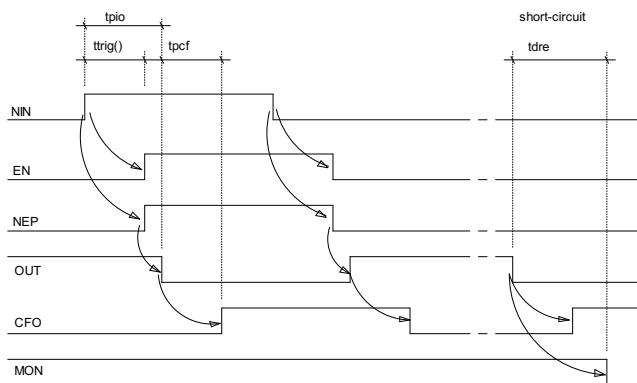 tpio
short-circuit
ttrig()
tpcf
tdre
NIN
EN
NEP
OUT
CFO
MON